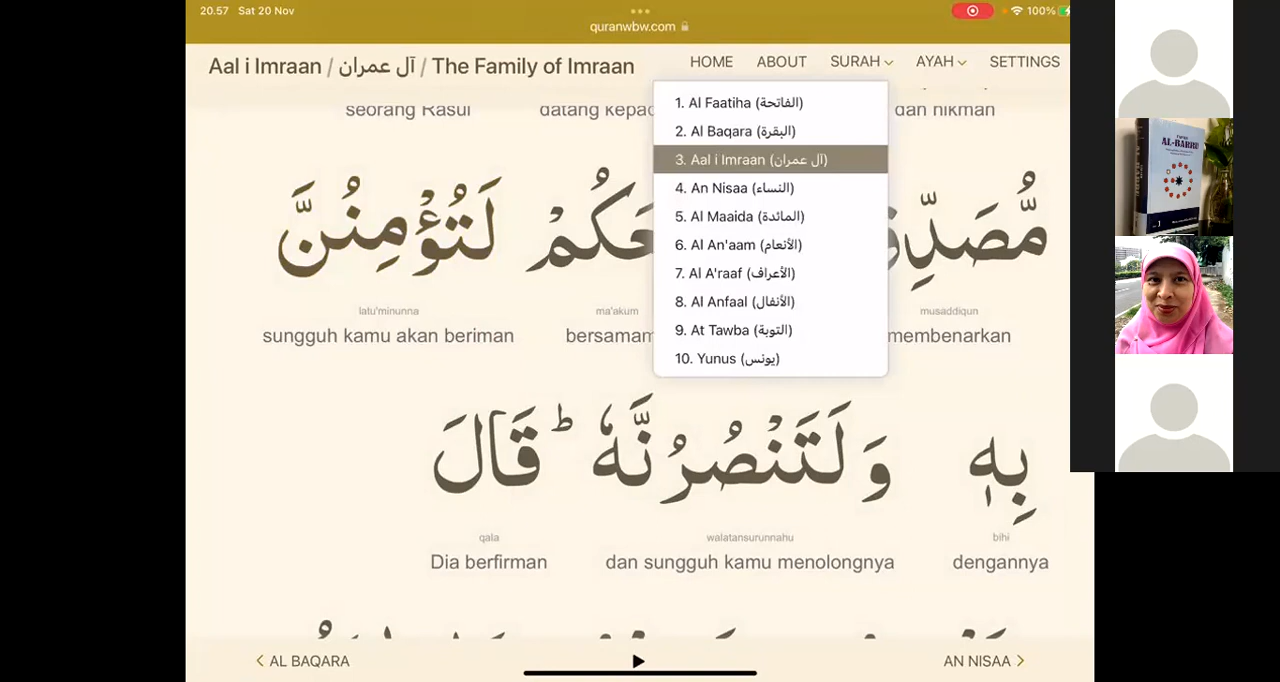 20.57 Sat 20 Nov
100%
quranwbw.com
Aal i Imraan / آل عمران / The Family of Imraan
HOME ABOUT SURAH AYAH SETTINGS
1. Al Faatiha (الفاتحة)
2. Al Baqara (البقرة)
3. Aal i Imraan (آل عمران)
4. An Nisaa (النساء)
5. Al Maaida (المائدة)
6. Al An'aam (الأنعام)
7. Al A'raaf (الأعراف)
8. Al Anfaal (الأنفال)
9. At Tawba (التوبة)
10. Yunus (يونس)
seorang Rasul datang dan hikmah
لَتُؤْمِنُنَّ
musaddiqun ma'akum latu'minunna
membenarkan sungguh kamu akan beriman
بِهٖ وَلَتَنْصُرُنَّهٗ ؕ قَالَ
bihi walatansurunnahu qala
dengannya dan sungguh kamu menolongnya Dia berfirman
AL BAQARA AN NISAA
AL-BARRU